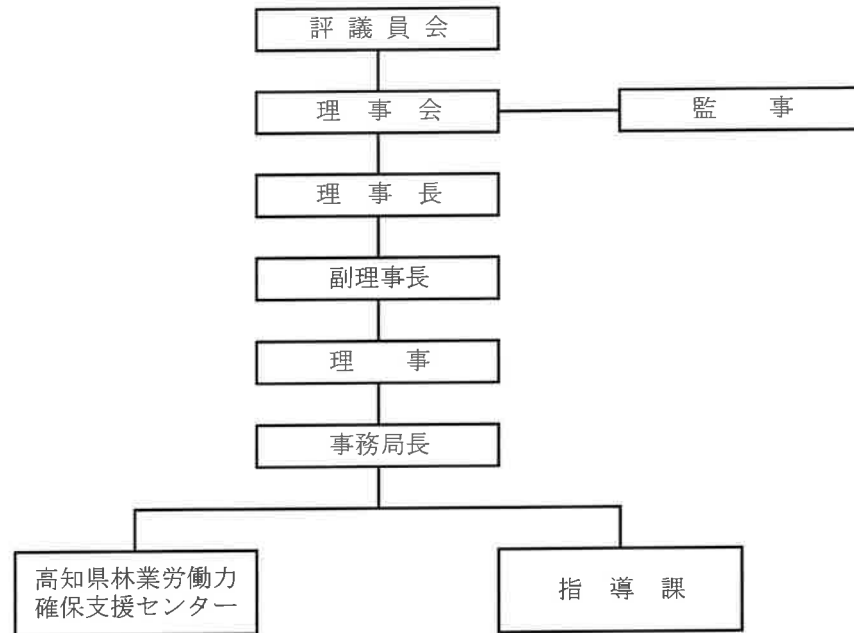 評議員会
理事会
監事
理事長
副理事長
理事
事務局長
高知県林業労働力
確保支援センター
指導課